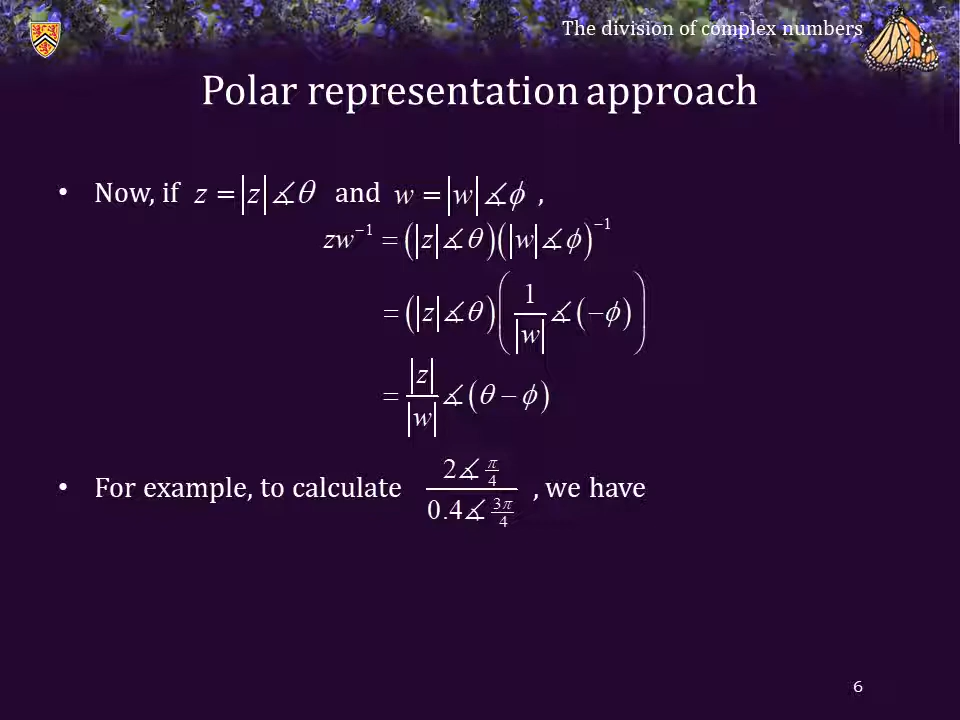 The division of complex numbers
Polar representation approach
• Now, if z = |z|∡θ and w = |w|∡ϕ ,
zw⁻¹ = (|z|∡θ)(|w|∡ϕ)⁻¹
= (|z|∡θ)(1/|w| ∡(−ϕ))
= |z|/|w| ∡(θ − ϕ)
• For example, to calculate 2∡π/4 / 0.4∡3π/4 , we have
6